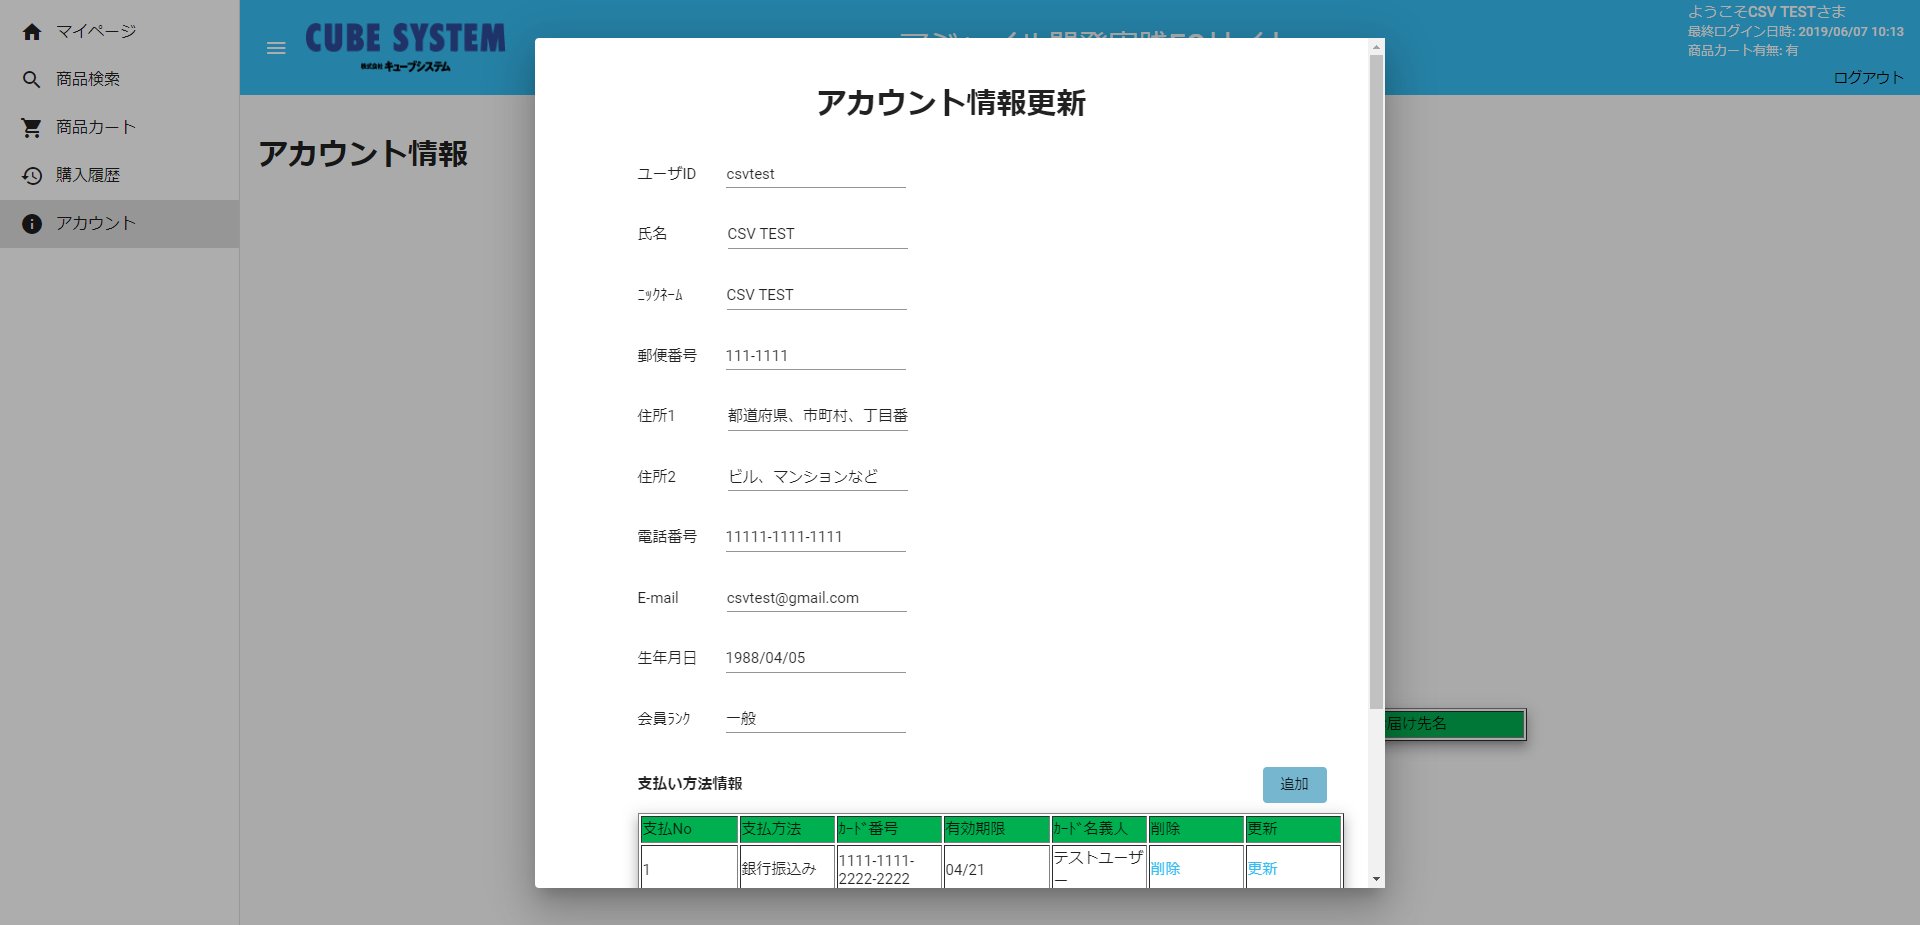 マイページ
商品検索
商品カート
購入履歴
アカウント
CUBE SYSTEM
株式会社 キューブシステム
ようこそCSV TESTさま
最終ログイン日時: 2019/06/07 10:13
商品カート有無: 有
ログアウト
アカウント情報
アカウント情報更新
ユーザID csvtest
氏名 CSV TEST
ﾆｯｸﾈｰﾑ CSV TEST
郵便番号 111-1111
住所1 都道府県、市町村、丁目番
住所2 ビル、マンションなど
電話番号 11111-1111-1111
E-mail csvtest@gmail.com
生年月日 1988/04/05
会員ﾗﾝｸ 一般
支払い方法情報 追加
支払No 支払方法 ｶｰﾄﾞ番号 有効期限 ｶｰﾄﾞ名義人 削除 更新
1 銀行振込み 1111-1111-2222-2222 04/21 テストユーザー 削除 更新
届け先名